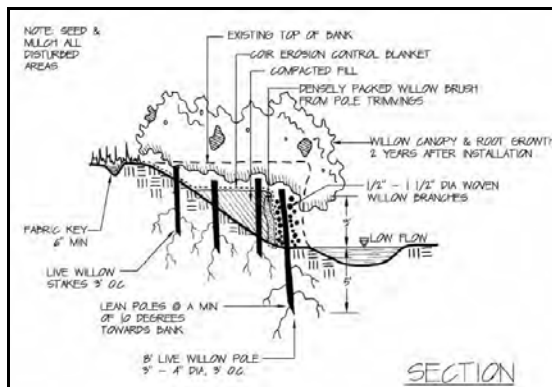 NOTE: SEED &
MULCH ALL
DISTURBED
AREAS
EXISTING TOP OF BANK
COIR EROSION CONTROL BLANKET
COMPACTED FILL
DENSELY PACKED WILLOW BRUSH
FROM POLE TRIMMINGS
WILLOW CANOPY & ROOT GROWTH
2 YEARS AFTER INSTALLATION
1/2" - 1 1/2" DIA WOVEN
WILLOW BRANCHES
FABRIC KEY
6" MIN
3'
LOW FLOW
5'
LIVE WILLOW
STAKES 3' O.C.
LEAN POLES @ A MIN
OF 10 DEGREES
TOWARDS BANK
8' LIVE WILLOW POLE
3" - 4" DIA, 3' O.C.
SECTION